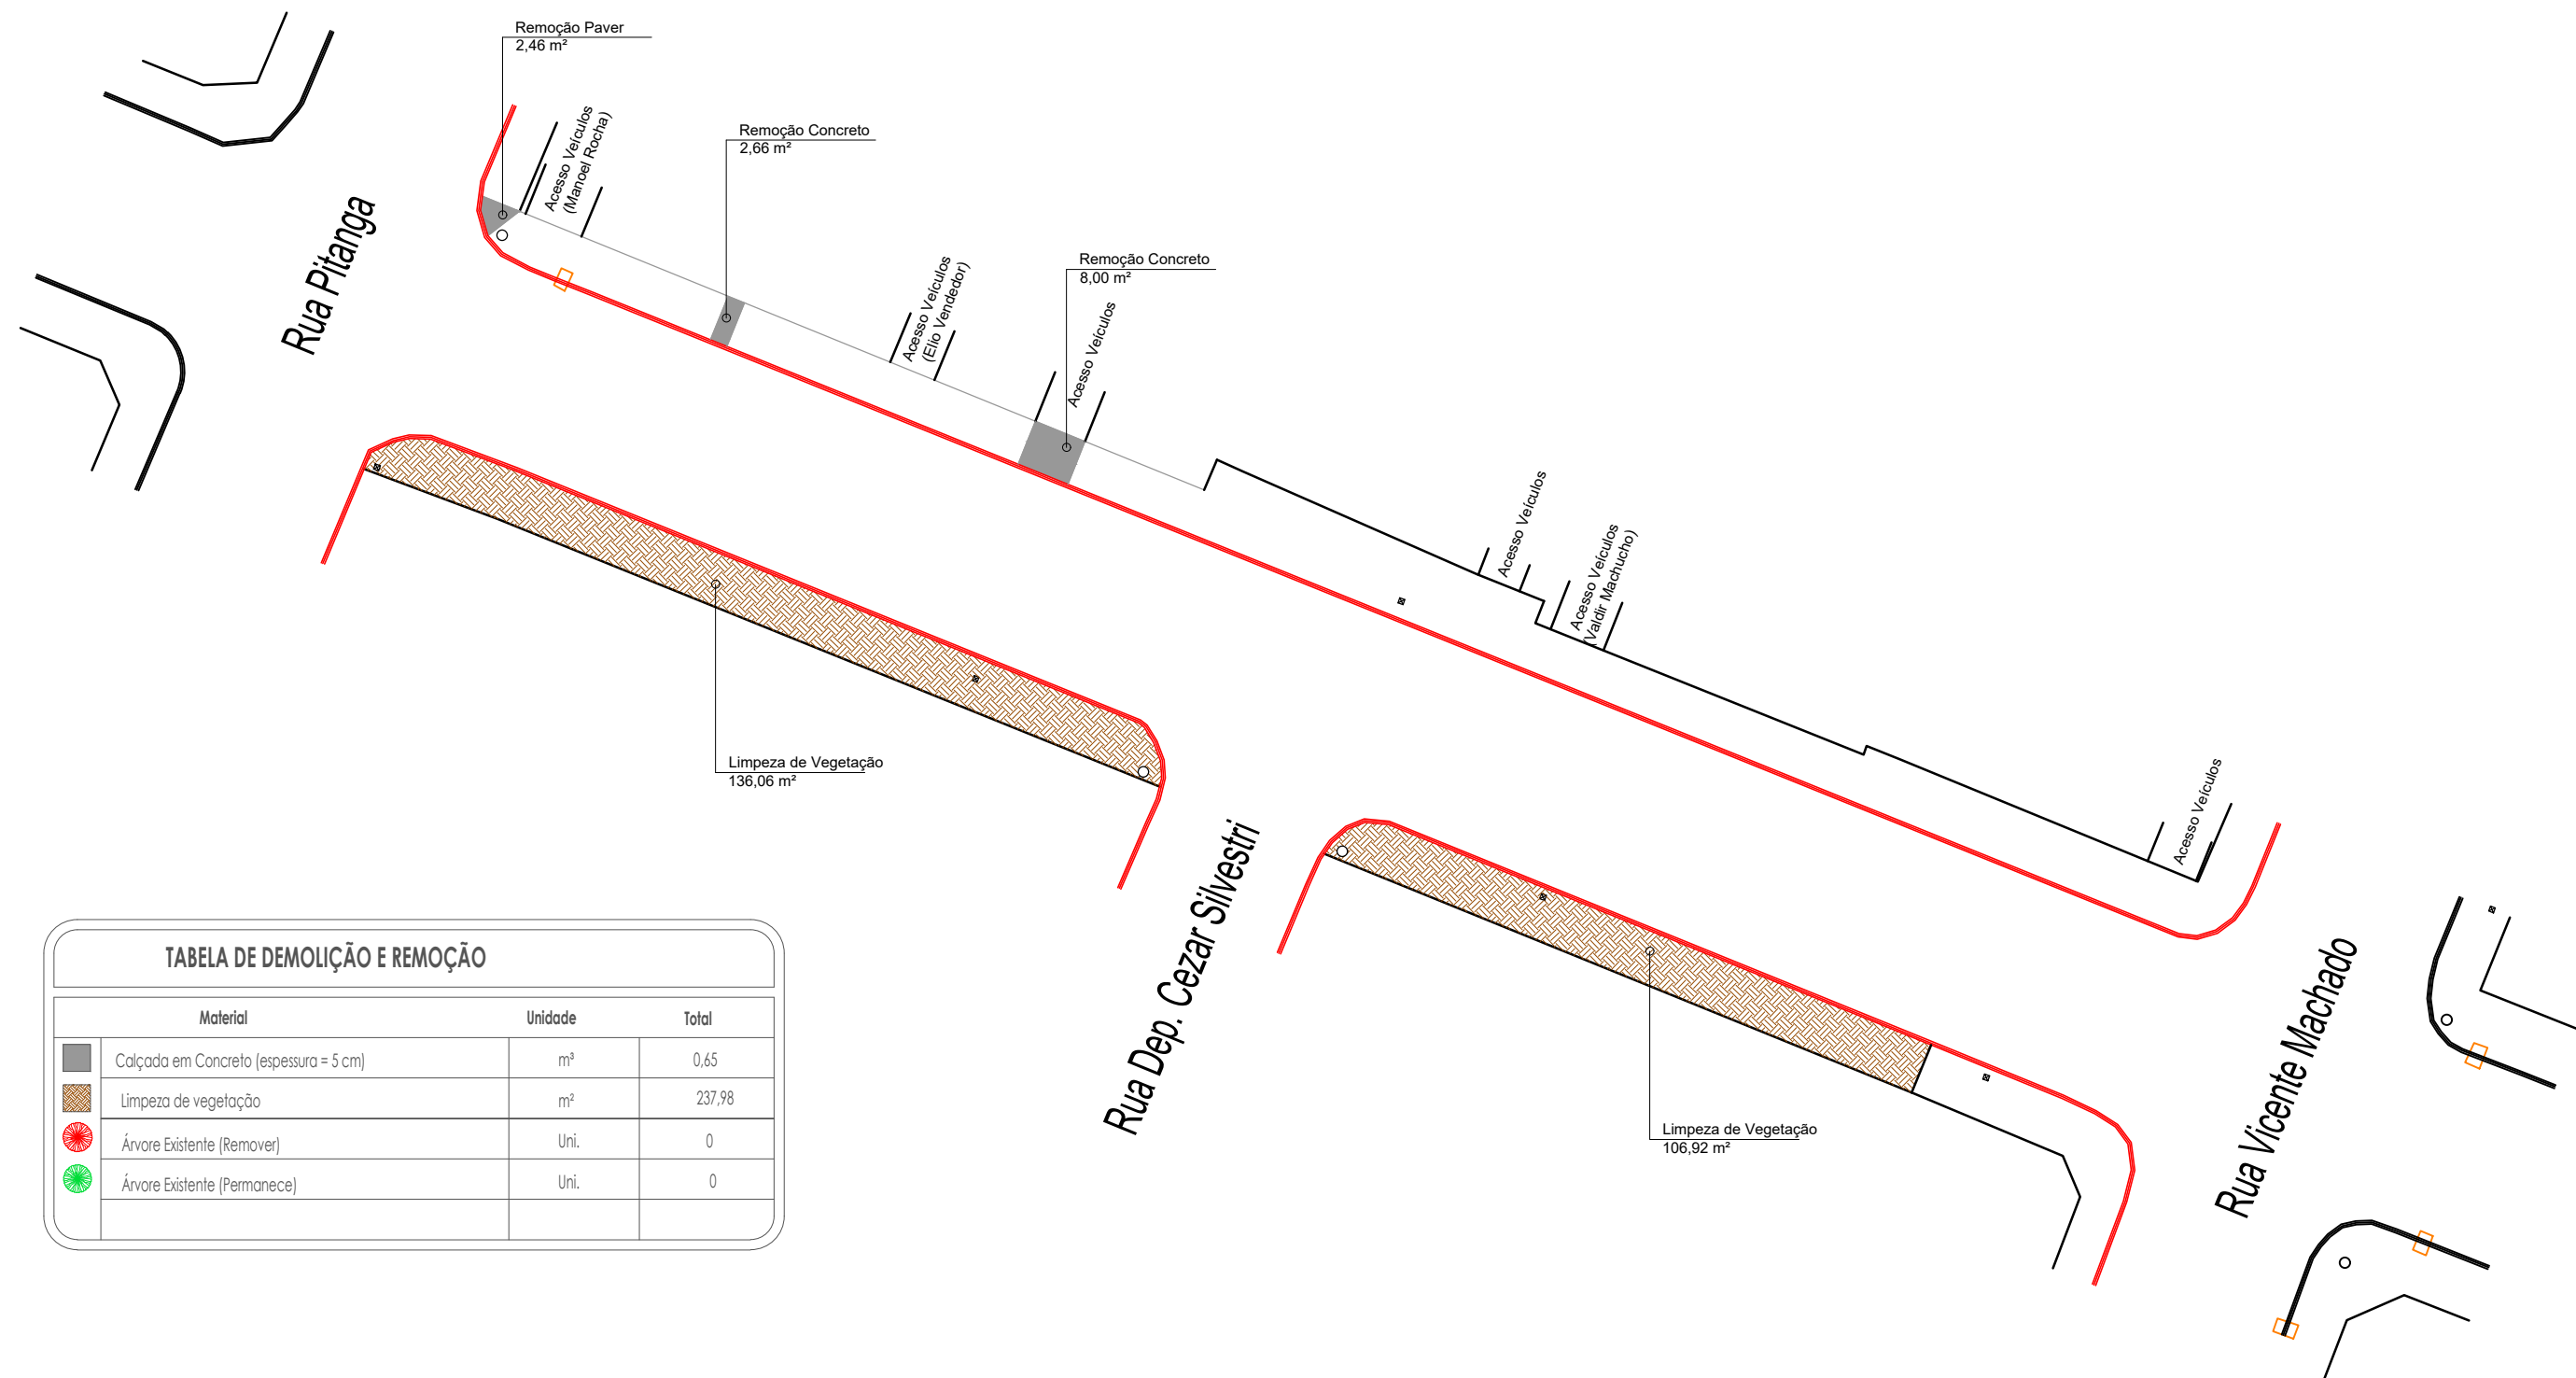 Remoção Paver
2,46 m²
Acesso Veículos
(Manoel Rocha)
Remoção Concreto
2,66 m²
Rua Pitanga
Acesso Veículos
(Elio Vendedor)
Remoção Concreto
8,00 m²
Acesso Veículos
Acesso Veículos
Acesso Veículos
(Valdir Machucho)
Limpeza de Vegetação
136,06 m²
Acesso Veículos
Rua Dep. Cezar Silvestri
Rua Vicente Machado
Limpeza de Vegetação
106,92 m²
TABELA DE DEMOLIÇÃO E REMOÇÃO
Material Unidade Total
Calçada em Concreto (espessura = 5 cm) m³ 0,65
Limpeza de vegetação m² 237,98
Árvore Existente (Remover) Uni. 0
Árvore Existente (Permanece) Uni. 0